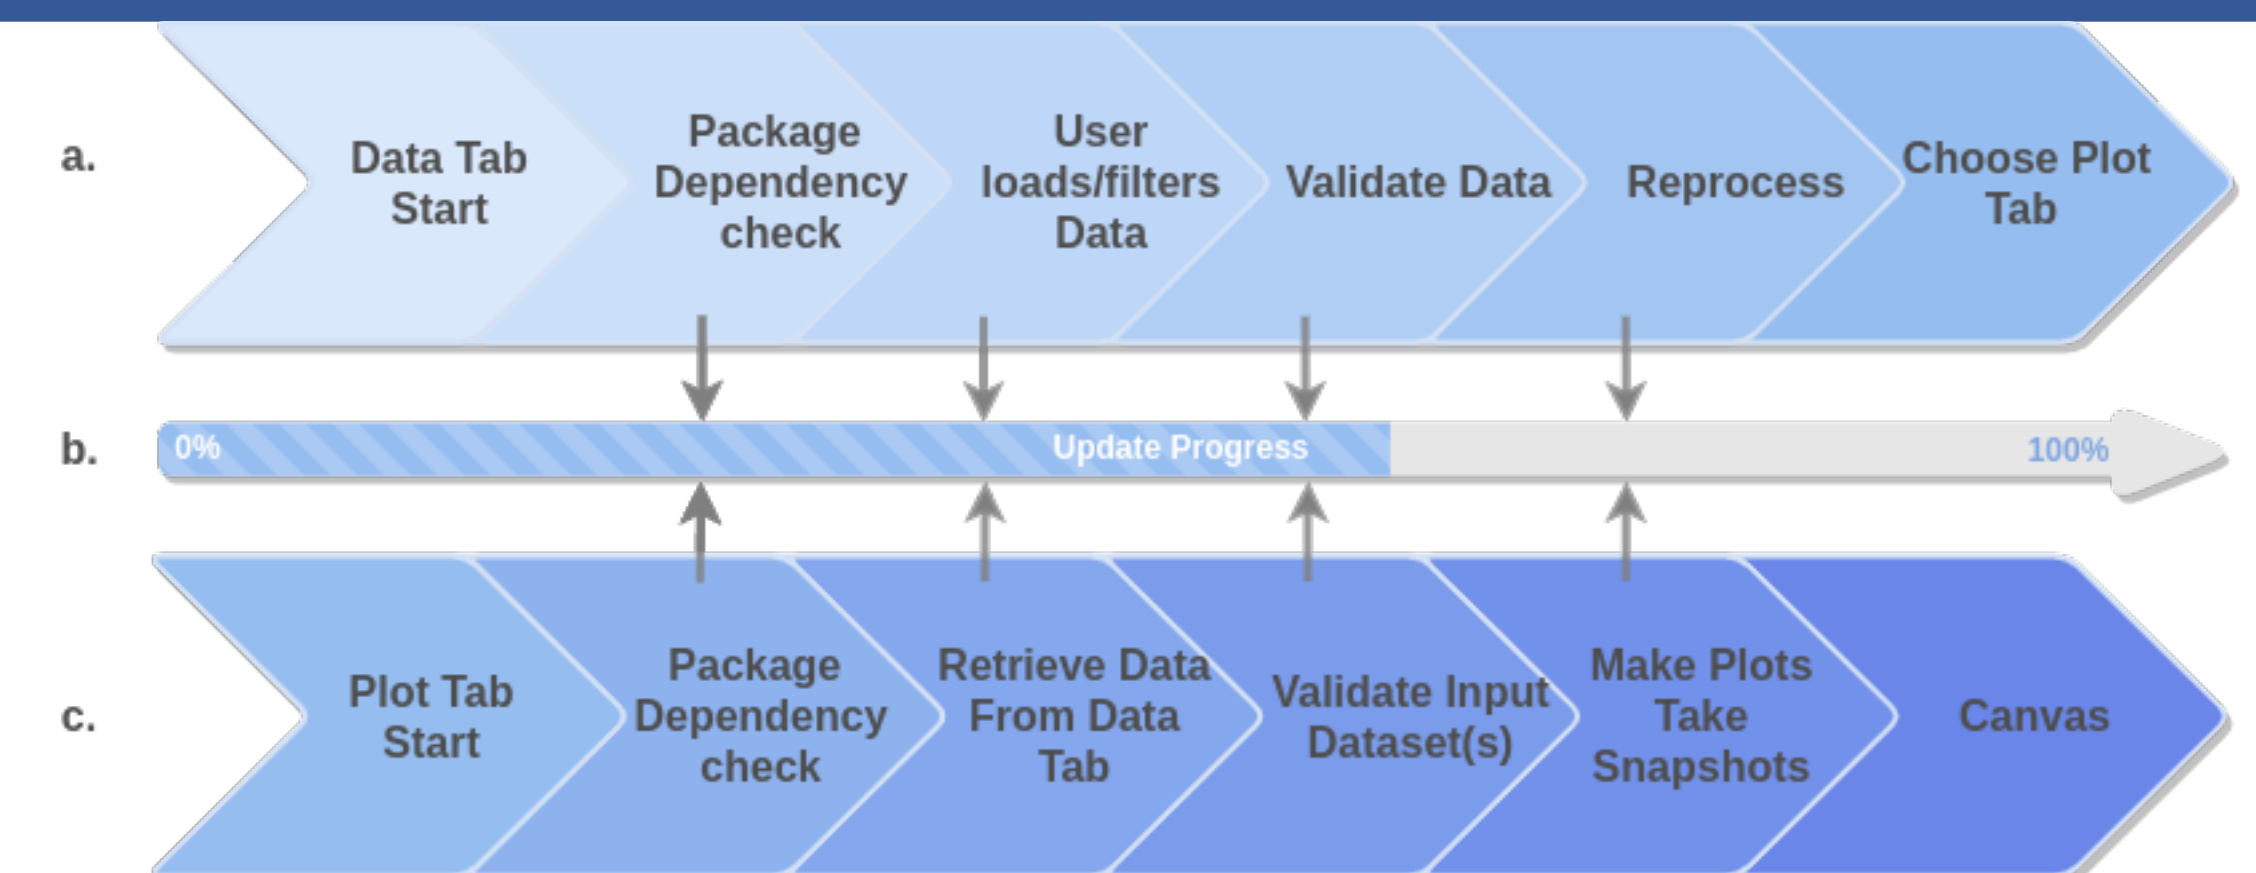 a.
Data Tab
Start
Package
Dependency
check
User
loads/filters
Data
Validate Data
Reprocess
Choose Plot
Tab
b.
0%
Update Progress
100%
c.
Plot Tab
Start
Package
Dependency
check
Retrieve Data
From Data
Tab
Validate Input
Dataset(s)
Make Plots
Take
Snapshots
Canvas